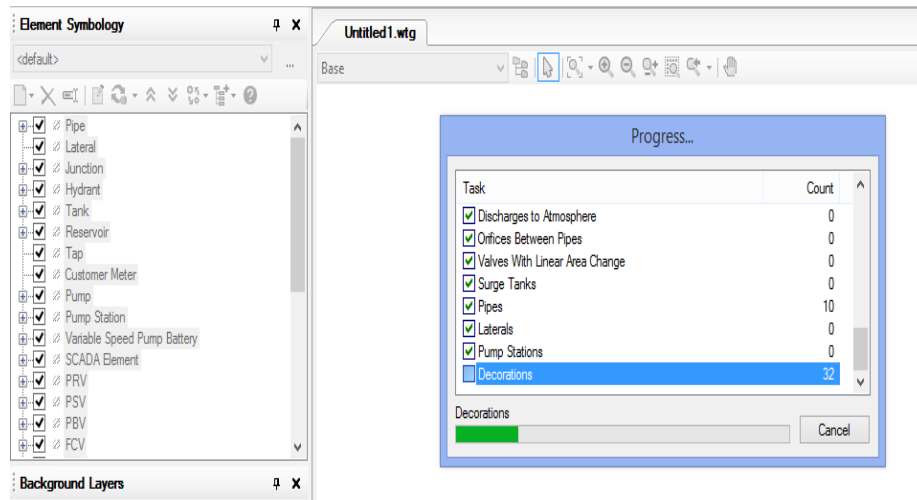 Element Symbology
<default>
...
Pipe
Lateral
Junction
Hydrant
Tank
Reservoir
Tap
Customer Meter
Pump
Pump Station
Variable Speed Pump Battery
SCADA Element
PRV
PSV
PBV
FCV
Background Layers
Untitled1.wtg
Base
Progress...
Task Count
Discharges to Atmosphere 0
Orifices Between Pipes 0
Valves With Linear Area Change 0
Surge Tanks 0
Pipes 10
Laterals 0
Pump Stations 0
Decorations 32
Decorations
Cancel